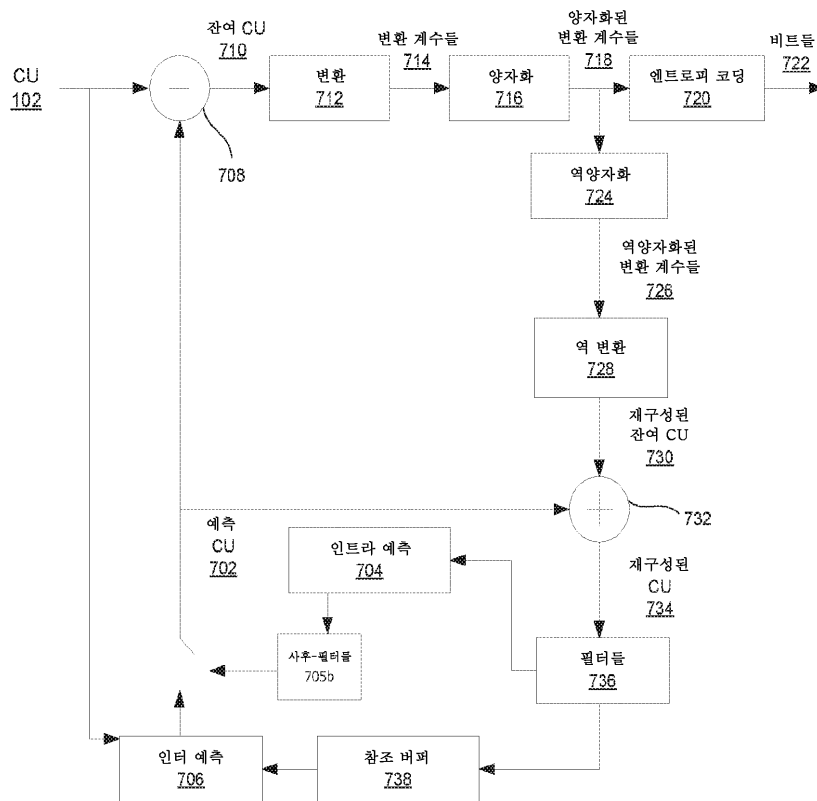 잔여 CU
710
변환 계수들
714
양자화된
변환 계수들
718
비트들
722
CU
102
변환
712
양자화
716
엔트로피 코딩
720
708
역양자화
724
역양자화된
변환 계수들
726
역 변환
728
재구성된
잔여 CU
730
732
예측
CU
702
인트라 예측
704
재구성된
CU
734
사후-필터들
705b
필터들
736
인터 예측
706
참조 버퍼
738